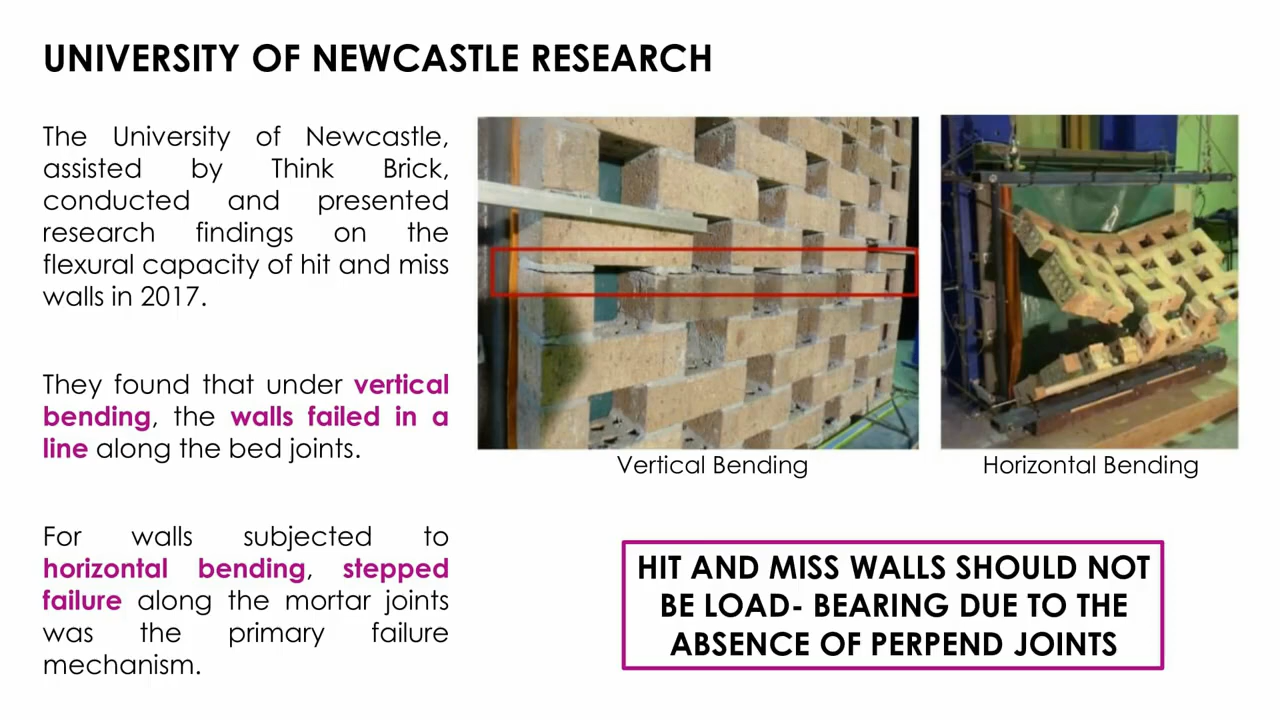 UNIVERSITY OF NEWCASTLE RESEARCH
The University of Newcastle,
assisted by Think Brick,
conducted and presented
research findings on the
flexural capacity of hit and miss
walls in 2017.
They found that under vertical
bending, the walls failed in a
line along the bed joints.
For walls subjected to
horizontal bending, stepped
failure along the mortar joints
was the primary failure
mechanism.
Vertical Bending
Horizontal Bending
HIT AND MISS WALLS SHOULD NOT
BE LOAD- BEARING DUE TO THE
ABSENCE OF PERPEND JOINTS